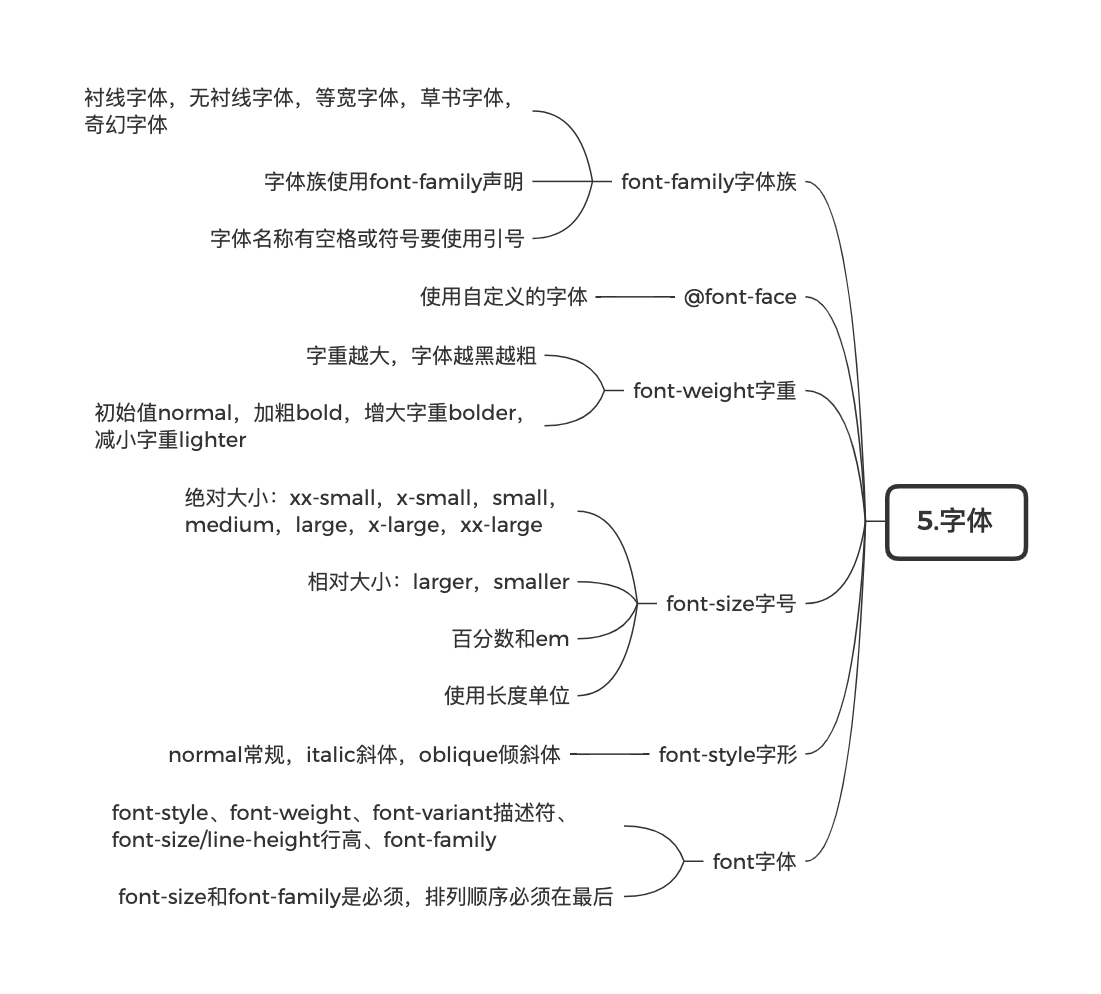 衬线字体，无衬线字体，等宽字体，草书字体，
奇幻字体
字体族使用font-family声明
font-family字体族
字体名称有空格或符号要使用引号
使用自定义的字体
@font-face
字重越大，字体越黑越粗
font-weight字重
初始值normal，加粗bold，增大字重bolder，
减小字重lighter
绝对大小：xx-small，x-small，small，
medium，large，x-large，xx-large
5.字体
相对大小：larger，smaller
font-size字号
百分数和em
使用长度单位
normal常规，italic斜体，oblique倾斜体
font-style字形
font-style、font-weight、font-variant描述符、
font-size/line-height行高、font-family
font字体
font-size和font-family是必须，排列顺序必须在最后